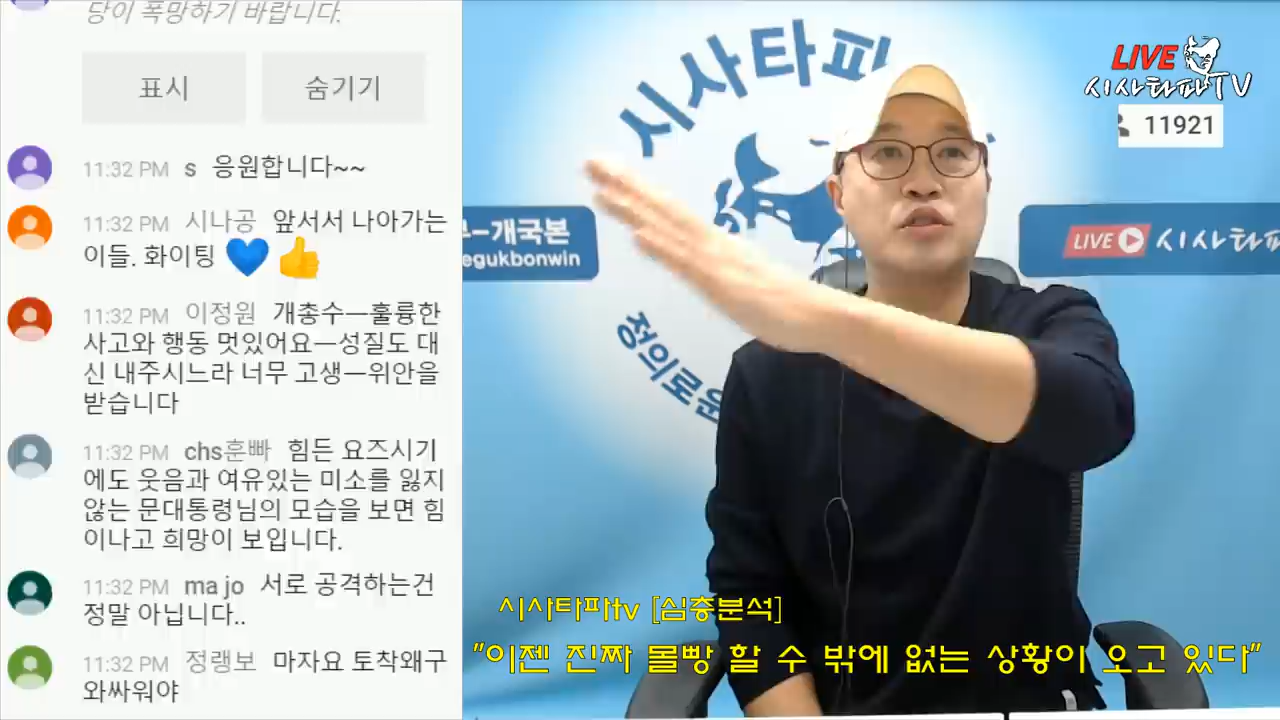 당이 폭망하기 바랍니다.
표시
숨기기
11:32 PM s 응원합니다~~
11:32 PM 시나공 앞서서 나아가는
이들. 화이팅 💙👍
11:32 PM 이정원 개총수ㅡ훌륭한
사고와 행동 멋있어요ㅡ성질도 대
신 내주시느라 너무 고생ㅡ위안을
받습니다
11:32 PM chs훈빠 힘든 요즈시기
에도 웃음과 여유있는 미소를 잃지
않는 문대통령님의 모습을 보면 힘
이나고 희망이 보입니다.
11:32 PM ma jo 서로 공격하는건
정말 아닙니다..
11:32 PM 정랭보 마자요 토착왜구
와싸워야
시사타파
LIVE
시사타파TV
11921
-개국본
egukbonwin
LIVE 시사타파
정의로운
시사타파tv [심층분석]
"이젠 진짜 몰빵 할 수 밖에 없는 상황이 오고 있다"